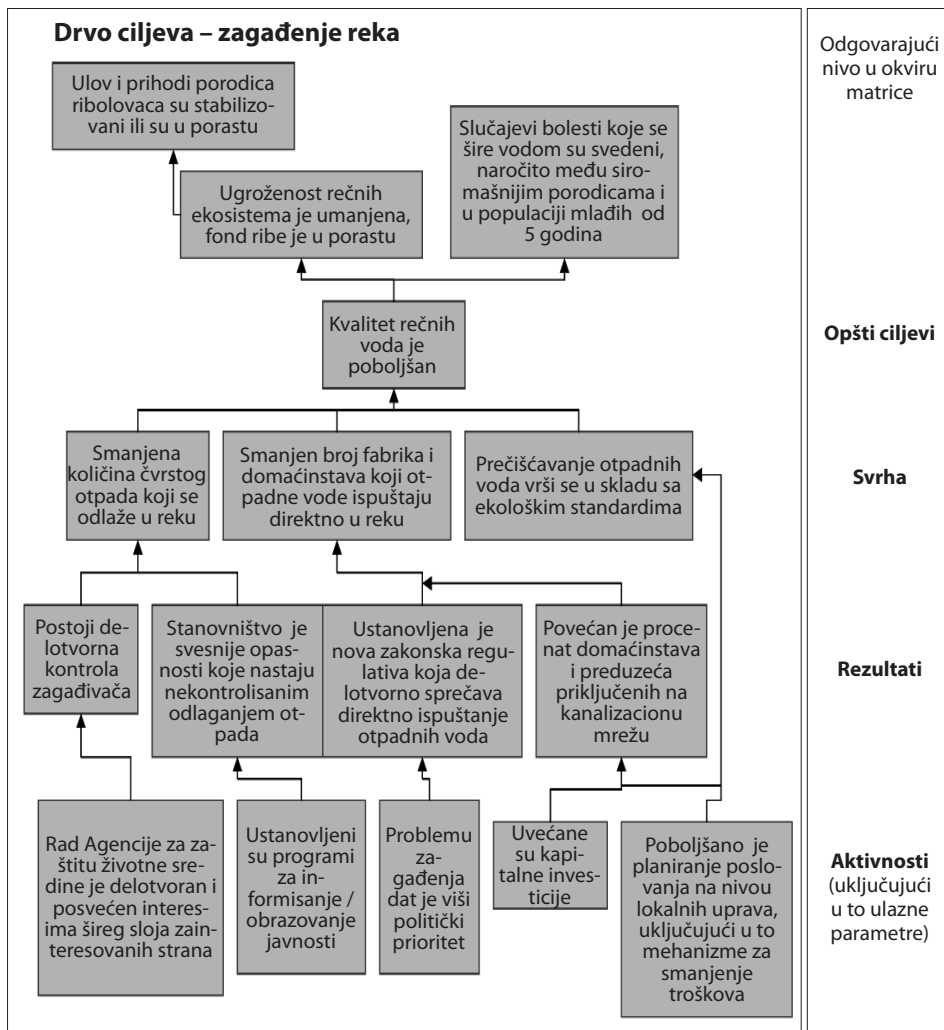 Drvo ciljeva – zagađenje reka
Odgovarajući
nivo u okviru
matrice
Ulov i prihodi porodica
ribolovaca su stabilizo-
vani ili su u porastu
Slučajevi bolesti koje se
šire vodom su svedeni,
naročito među siro-
mašnijim porodicama i
u populaciji mlađih od
5 godina
Ugroženost rečnih
ekosistema je umanjena,
fond ribe je u porastu
Kvalitet rečnih
voda je
poboljšan
Opšti ciljevi
Smanjena
količina čvrstog
otpada koji se
odlaže u reku
Smanjen broj fabrika i
domaćinstava koji ot-
padne vode ispuštaju
direktno u reku
Prečišćavanje otpadnih
voda vrši se u skladu sa
ekološkim standardima
Svrha
Postoji de-
lotvorna
kontrola
zagađivača
Stanovništvo je
svesnije opas-
nosti koje nastaju
nekontrolisanim
odlaganjem ot-
pada
Ustanovljena je
nova zakonska regu-
lativa koja de-
lotvorno sprečava
direktno ispuštanje
otpadnih voda
Povećan je proce-
nat domaćinstava
i preduzeća
priključenih na
kanalizacionu
mrežu
Rezultati
Rad Agencije za za-
štitu životne sre-
dine je delotvoran i
posvećen interesi-
ma šireg sloja zain-
teresovanih strana
Ustanovljeni
su programi
za in-
formisanje /
obrazovanje
javnosti
Problemu
za-
gađenja
dat je viši
politički
prioritet
Uvećane
su kapi-
talne inves-
ticije
Poboljšano je
planiranje poslo-
vanja na nivou
lokalnih uprava,
uključujući u to
mehanizme za
smanjenje
troškova
Aktivnosti
(uključujući
u to ulazne
parametre)